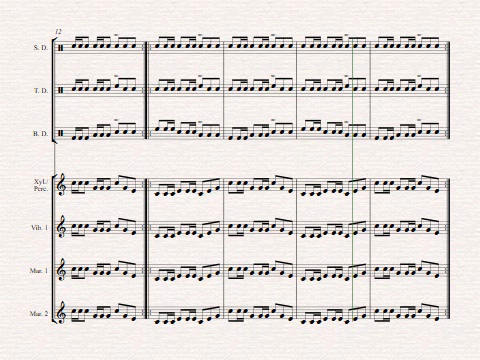 12
S. D.
T. D.
B. D.
Xyl./
Perc.
Vib. 1
Mar. 1
Mar. 2